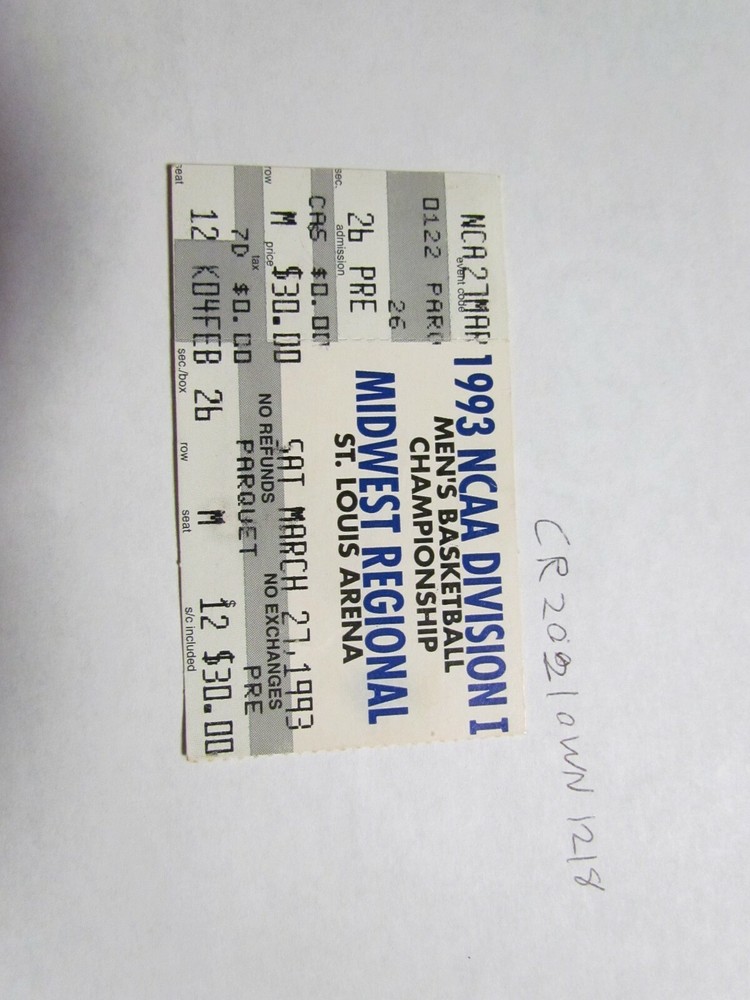 NCA27MAR
event code
0122 PARQ
26
sec.
admission
26 PRE
CAS $0.00
row
price
M $30.00
tax
7D $0.00
seat
12 K04FEB
1993 NCAA DIVISION I
MEN'S BASKETBALL
CHAMPIONSHIP
MIDWEST REGIONAL
ST. LOUIS ARENA
SAT MARCH 27,1993
NO REFUNDS NO EXCHANGES
PARQUET PRE
sec./box row seat s/c included
26 M 12 $30.00
$
CR20 1218